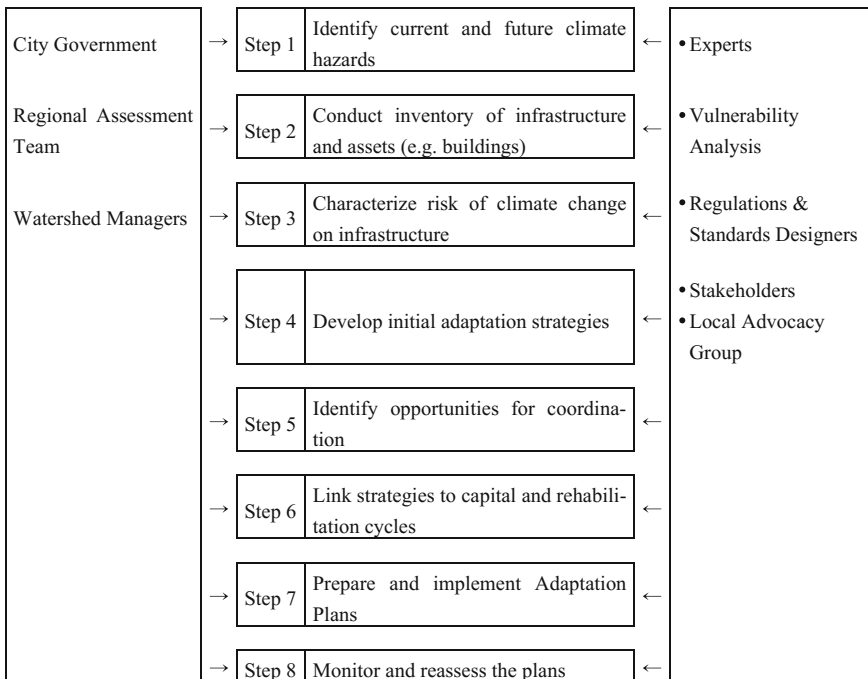 City Government
Regional Assessment
Team
Watershed Managers
→ Step 1 Identify current and future climate
hazards ←
→ Step 2 Conduct inventory of infrastructure
and assets (e.g. buildings) ←
→ Step 3 Characterize risk of climate change
on infrastructure ←
→ Step 4 Develop initial adaptation strategies ←
→ Step 5 Identify opportunities for coordina-
tion ←
→ Step 6 Link strategies to capital and rehabili-
tation cycles ←
→ Step 7 Prepare and implement Adaptation
Plans ←
→ Step 8 Monitor and reassess the plans ←
• Experts
• Vulnerability
Analysis
• Regulations &
Standards Designers
• Stakeholders
• Local Advocacy
Group